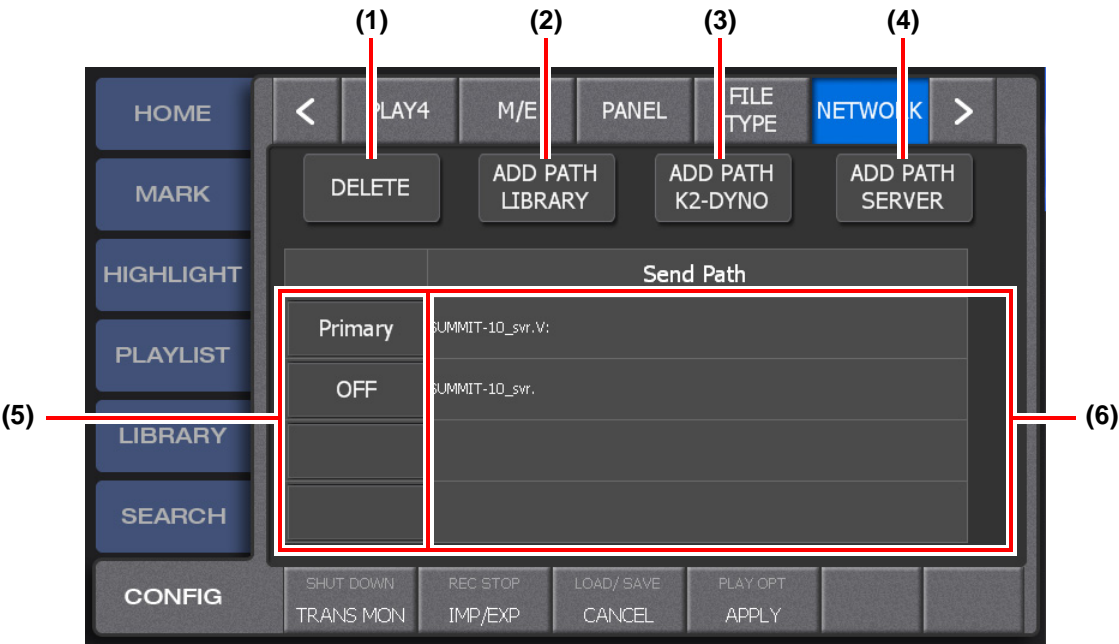 (1) (2) (3) (4)
HOME
< PLAY4 M/E PANEL FILE TYPE NETWORK >
MARK
DELETE
ADD PATH
LIBRARY
ADD PATH
K2-DYNO
ADD PATH
SERVER
HIGHLIGHT
Send Path
Primary SUMMIT-10_svr.V:
PLAYLIST
OFF SUMMIT-10_svr.
(5) (6)
LIBRARY
SEARCH
CONFIG
SHUT DOWN REC STOP LOAD/ SAVE PLAY OPT
TRANS MON IMP/EXP CANCEL APPLY